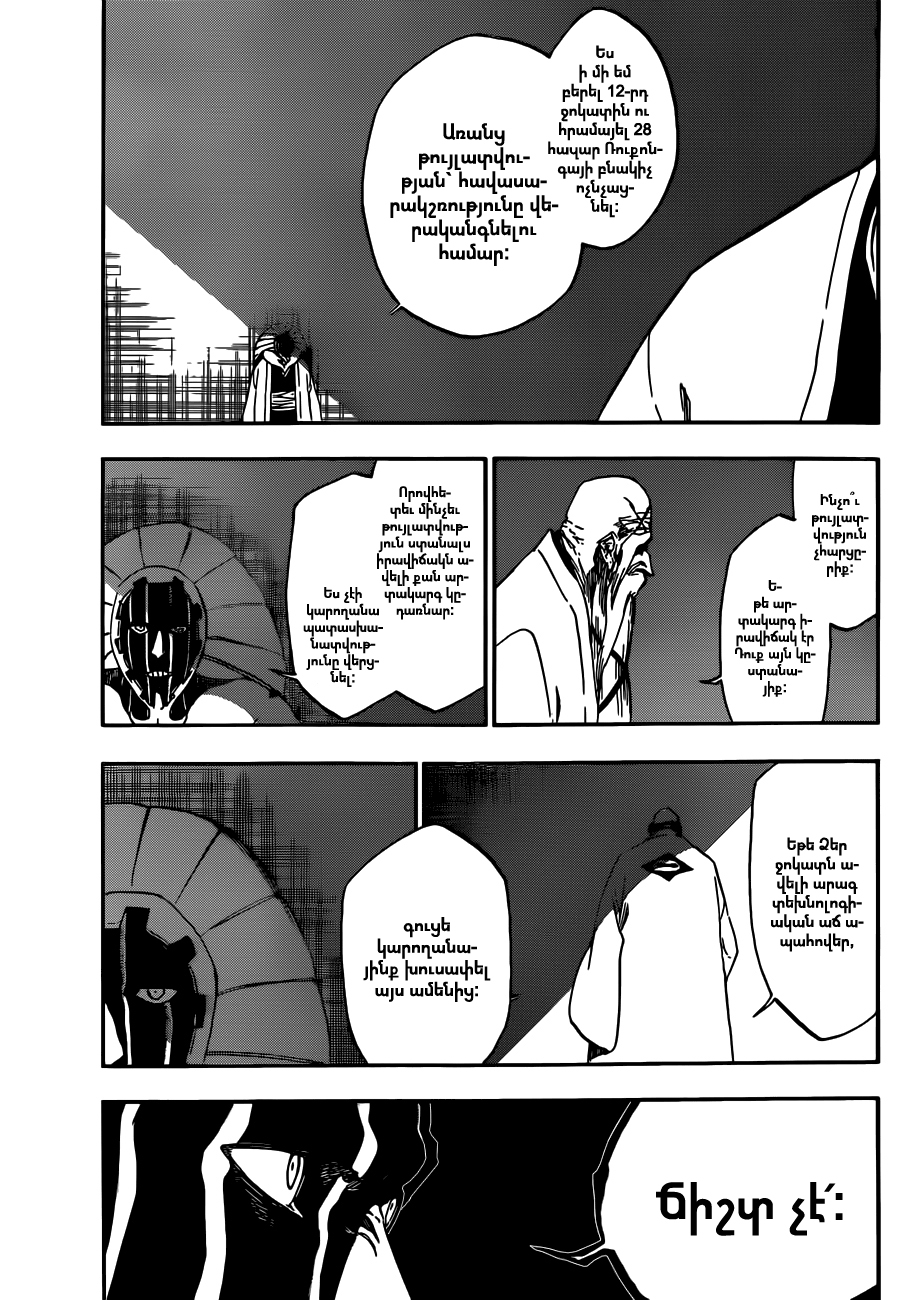 Ես
ի մի եմ
բերել 12-րդ
ջոկատին ու
հրամայել 28
հազար Ռուքոն-
գայի բնակիչ
ոչնչաց-
նել:
Առանց
թույլատվու-
թյան՝ հավասա-
րակշռությունը վե-
րականգնելու
համար:
Ինչո՞ւ
թույլատ-
վություն
չհարցը-
րիք:
Ե-
թե ար-
տակարգ ի-
րավիճակ էր
Դուք այն կը-
ստանա-
յիք:
Որովհե-
տեւ մինչեւ
թույլատվութ-
յուն ստանալս
իրավիճակն ա-
վելի քան ար-
տակարգ կը-
դառնար:
Ես չէի
կարողանա
պատասխա-
նատվութ-
յունը վերց-
նել:
Եթե Ձեր
ջոկատն ա-
վելի արագ
տեխնոլոգի-
ական աճ ա-
պահովեր,
գուցե
կարողանա-
յինք խուսափել
այս ամենից:
Ճիշտ չէ՛: